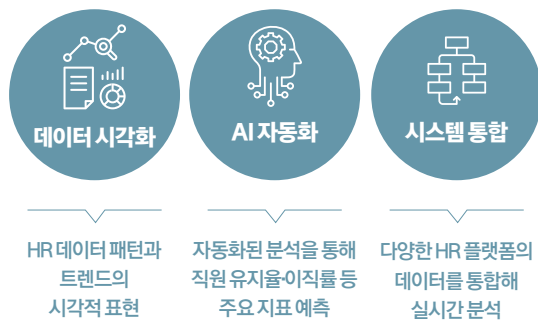 데이터 시각화
AI 자동화
시스템 통합
HR 데이터 패턴과
트렌드의
시각적 표현
자동화된 분석을 통해
직원 유지율·이직률 등
주요 지표 예측
다양한 HR 플랫폼의
데이터를 통합해
실시간 분석